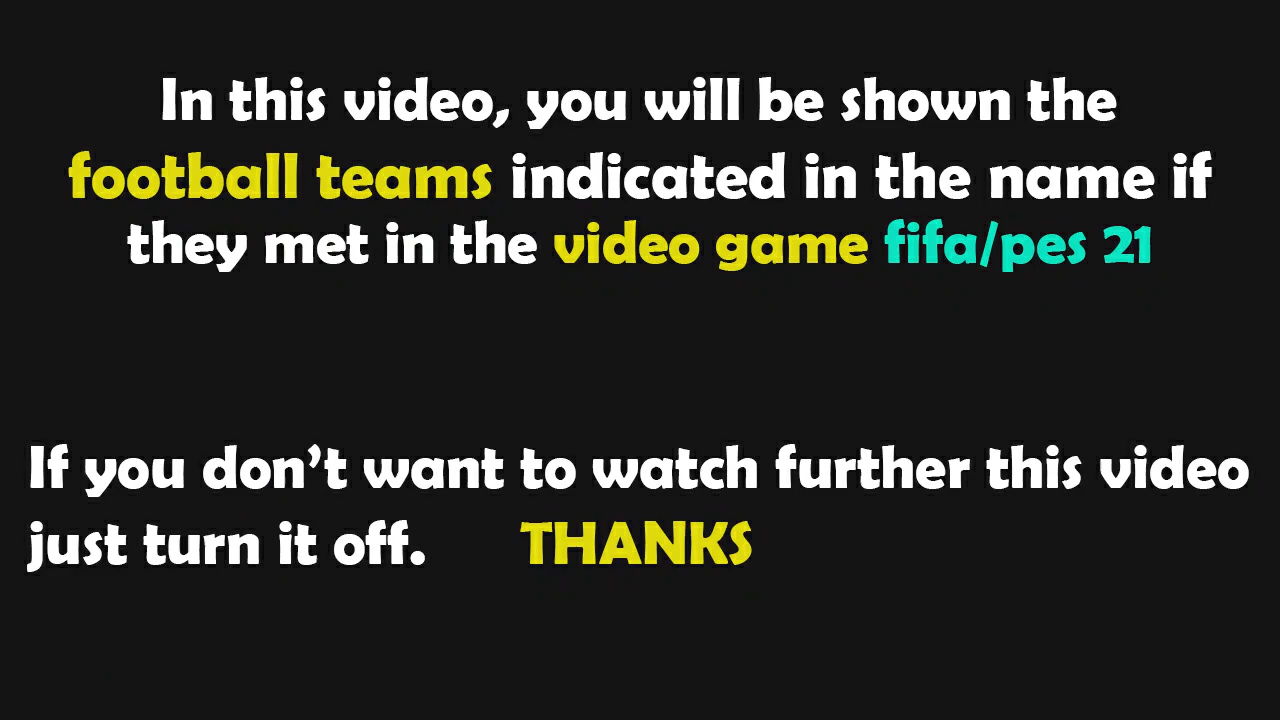 In this video, you will be shown the
football teams indicated in the name if
they met in the video game fifa/pes 21
If you don’t want to watch further this video
just turn it off. THANKS